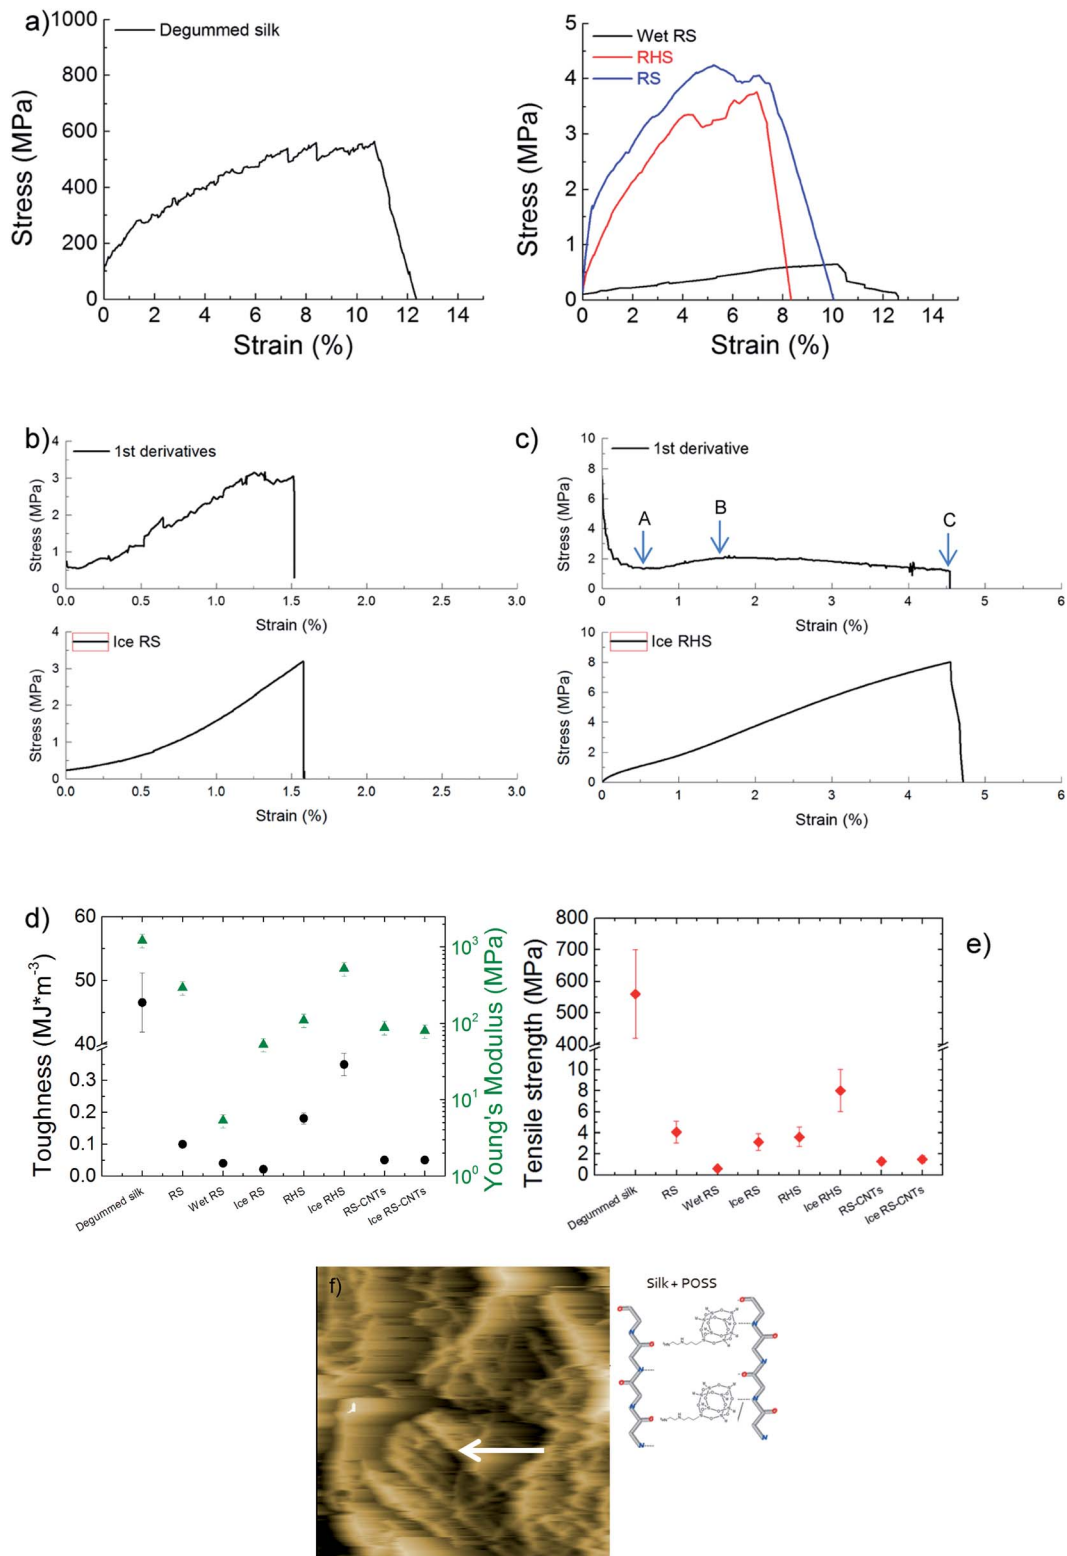 a)
1000
800
600
400
200
0
Stress (MPa)
Degummed silk
0 2 4 6 8 10 12 14
Strain (%)
5
4
3
2
1
0
Stress (MPa)
Wet RS
RHS
RS
0 2 4 6 8 10 12 14
Strain (%)
b)
4
3
2
1
0
Stress (MPa)
1st derivatives
0.0 0.5 1.0 1.5 2.0 2.5 3.0
Strain (%)
4
3
2
1
0
Stress (MPa)
Ice RS
0.0 0.5 1.0 1.5 2.0 2.5 3.0
Strain (%)
c)
10
8
6
4
2
0
Stress (MPa)
1st derivative
A
B
C
0 1 2 3 4 5 6
Strain (%)
10
8
6
4
2
0
Stress (MPa)
Ice RHS
0 1 2 3 4 5 6
Strain (%)
d)
60
50
40
0.3
0.2
0.1
0.0
Toughness (MJ*m⁻³)
10³
10²
10¹
10⁰
Young's Modulus (MPa)
Degummed silk
RS
Wet RS
Ice RS
RHS
Ice RHS
RS-CNTs
Ice RS-CNTs
e)
800
700
600
500
400
10
8
6
4
2
0
Tensile strength (MPa)
Degummed silk
RS
Wet RS
Ice RS
RHS
Ice RHS
RS-CNTs
Ice RS-CNTs
f)
Silk + POSS